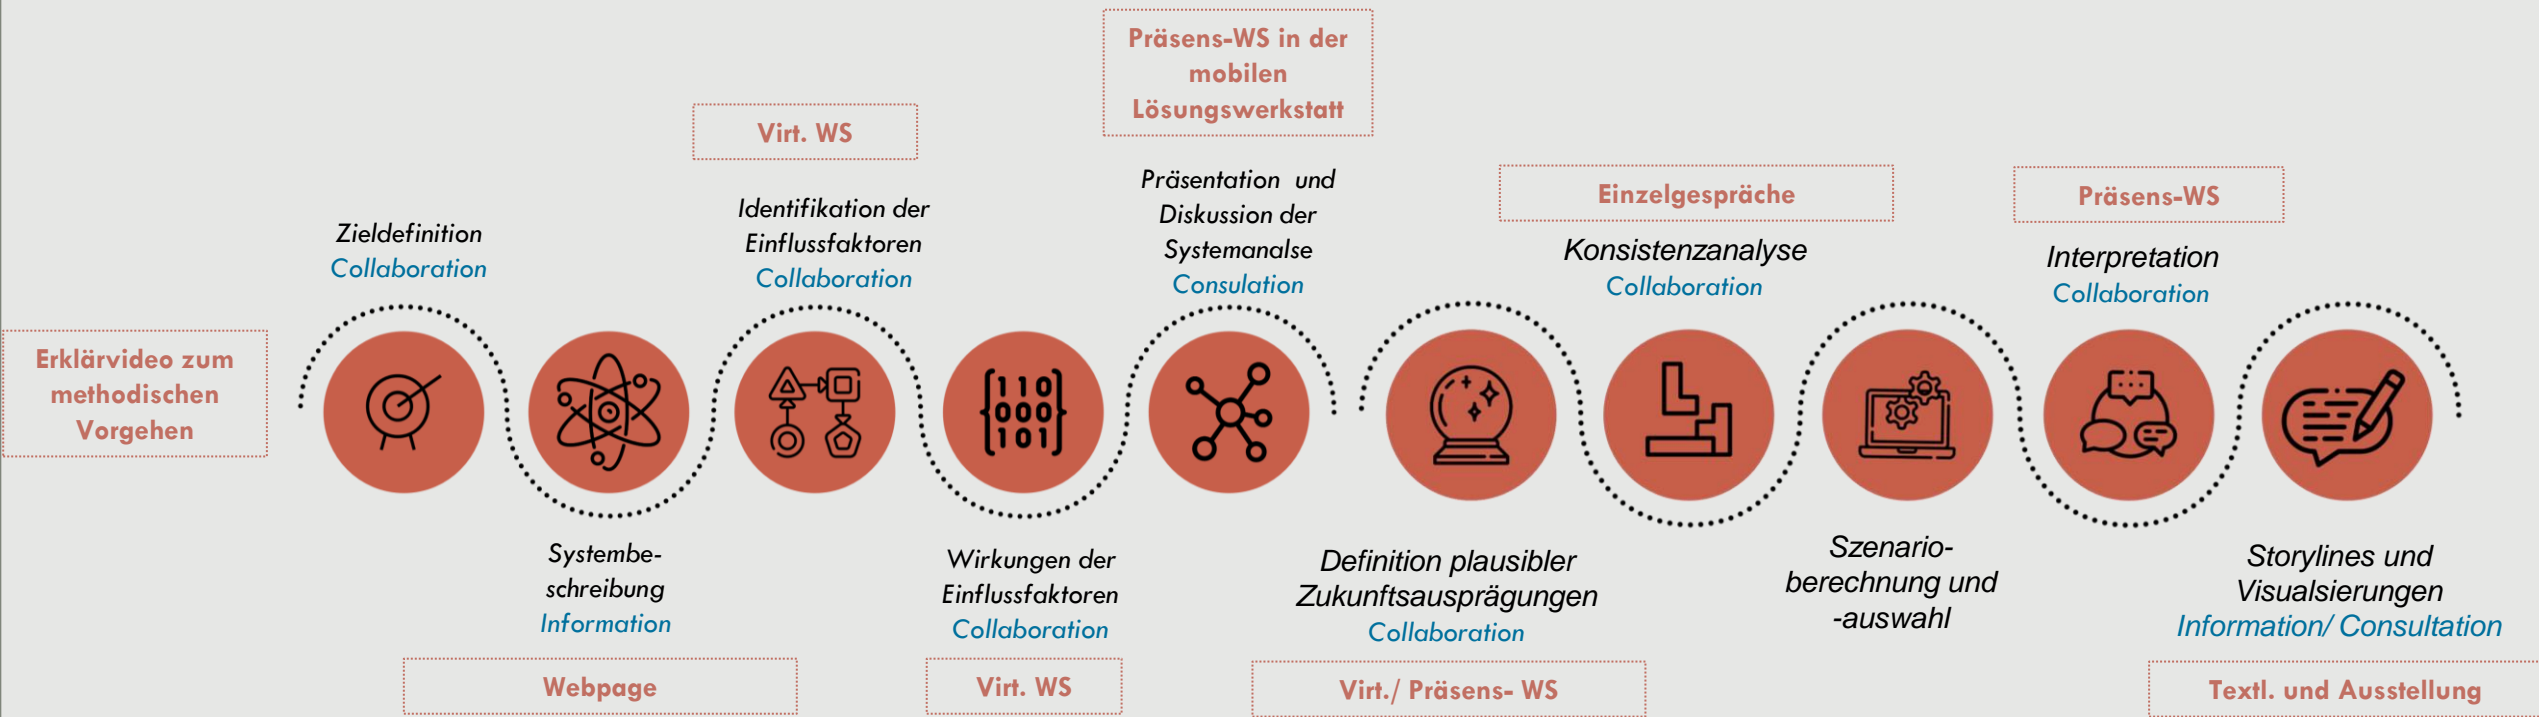 Erklärvideo zum
methodischen
Vorgehen
Zieldefinition
Collaboration
Systembe-
schreibung
Information
Webpage
Virt. WS
Identifikation der
Einflussfaktoren
Collaboration
110
000
101
Wirkungen der
Einflussfaktoren
Collaboration
Virt. WS
Präsens-WS in der
mobilen
Lösungswerkstatt
Präsentation und
Diskussion der
Systemanalse
Consulation
Definition plausibler
Zukunftsausprägungen
Collaboration
Virt./ Präsens- WS
Einzelgespräche
Konsistenzanalyse
Collaboration
Szenario-
berechnung und
-auswahl
Präsens-WS
Interpretation
Collaboration
Storylines und
Visualsierungen
Information/ Consultation
Textl. und Ausstellung